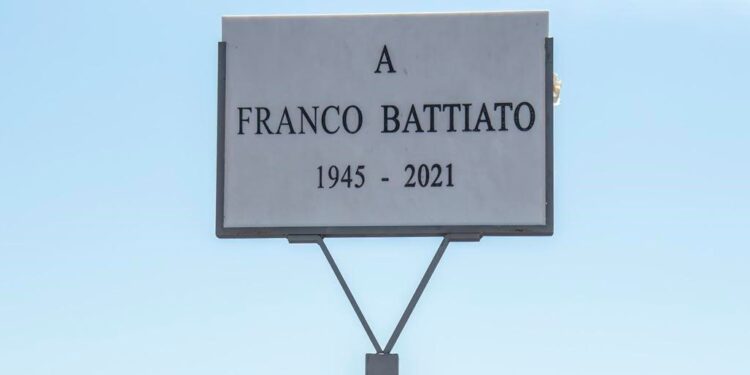 A
FRANCO BATTIATO
1945 - 2021